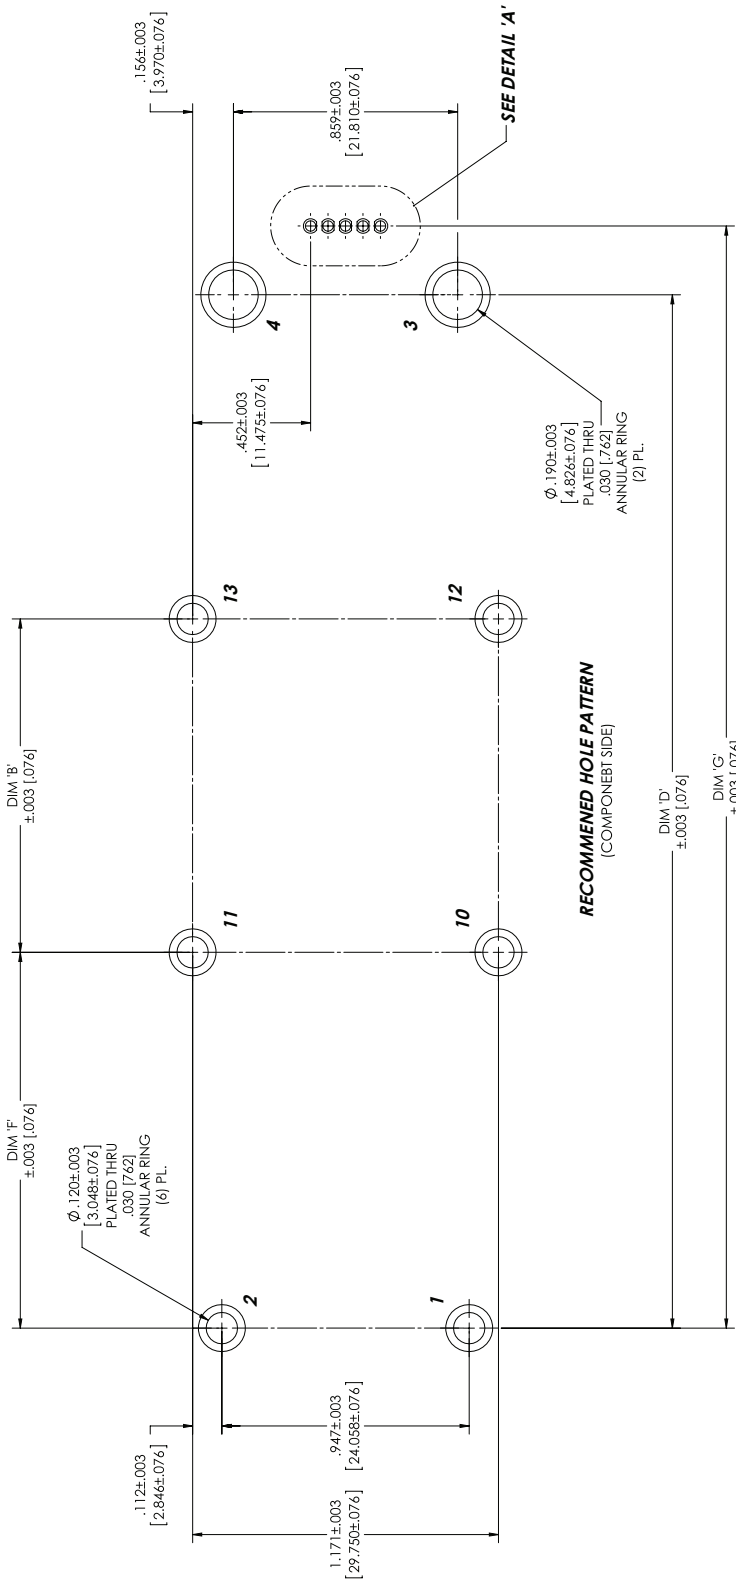 .156±.003
[3.970±.076]
.859±.003
[21.810±.076]
SEE DETAIL 'A'
4
3
.452±.003
[11.475±.076]
Ø.190±.003
[4.826±.076]
PLATED THRU
.030 [.762]
ANNULAR RING
(2) PL.
DIM 'B'
±.003 [.076]
13
12
11
10
RECOMMENED HOLE PATTERN
(COMPONEBT SIDE)
DIM 'D'
±.003 [.076]
DIM 'G'
±.003 [.076]
DIM 'F'
±.003 [.076]
Ø.120±.003
[3.048±.076]
PLATED THRU
.030 [762]
ANNULAR RING
(6) PL.
2
1
.112±.003
[2.846±.076]
.947±.003
[24.058±.076]
1.171±.003
[29.750±.076]